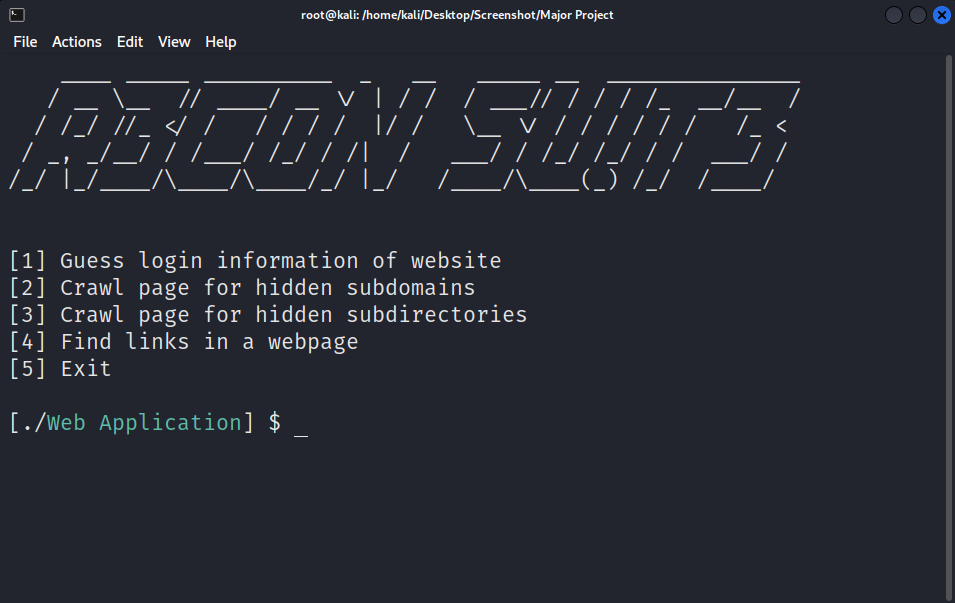 root@kali: /home/kali/Desktop/Screenshot/Major Project
File Actions Edit View Help
R3CON SUIT3
[1] Guess login information of website
[2] Crawl page for hidden subdomains
[3] Crawl page for hidden subdirectories
[4] Find links in a webpage
[5] Exit
[./Web Application] $ _